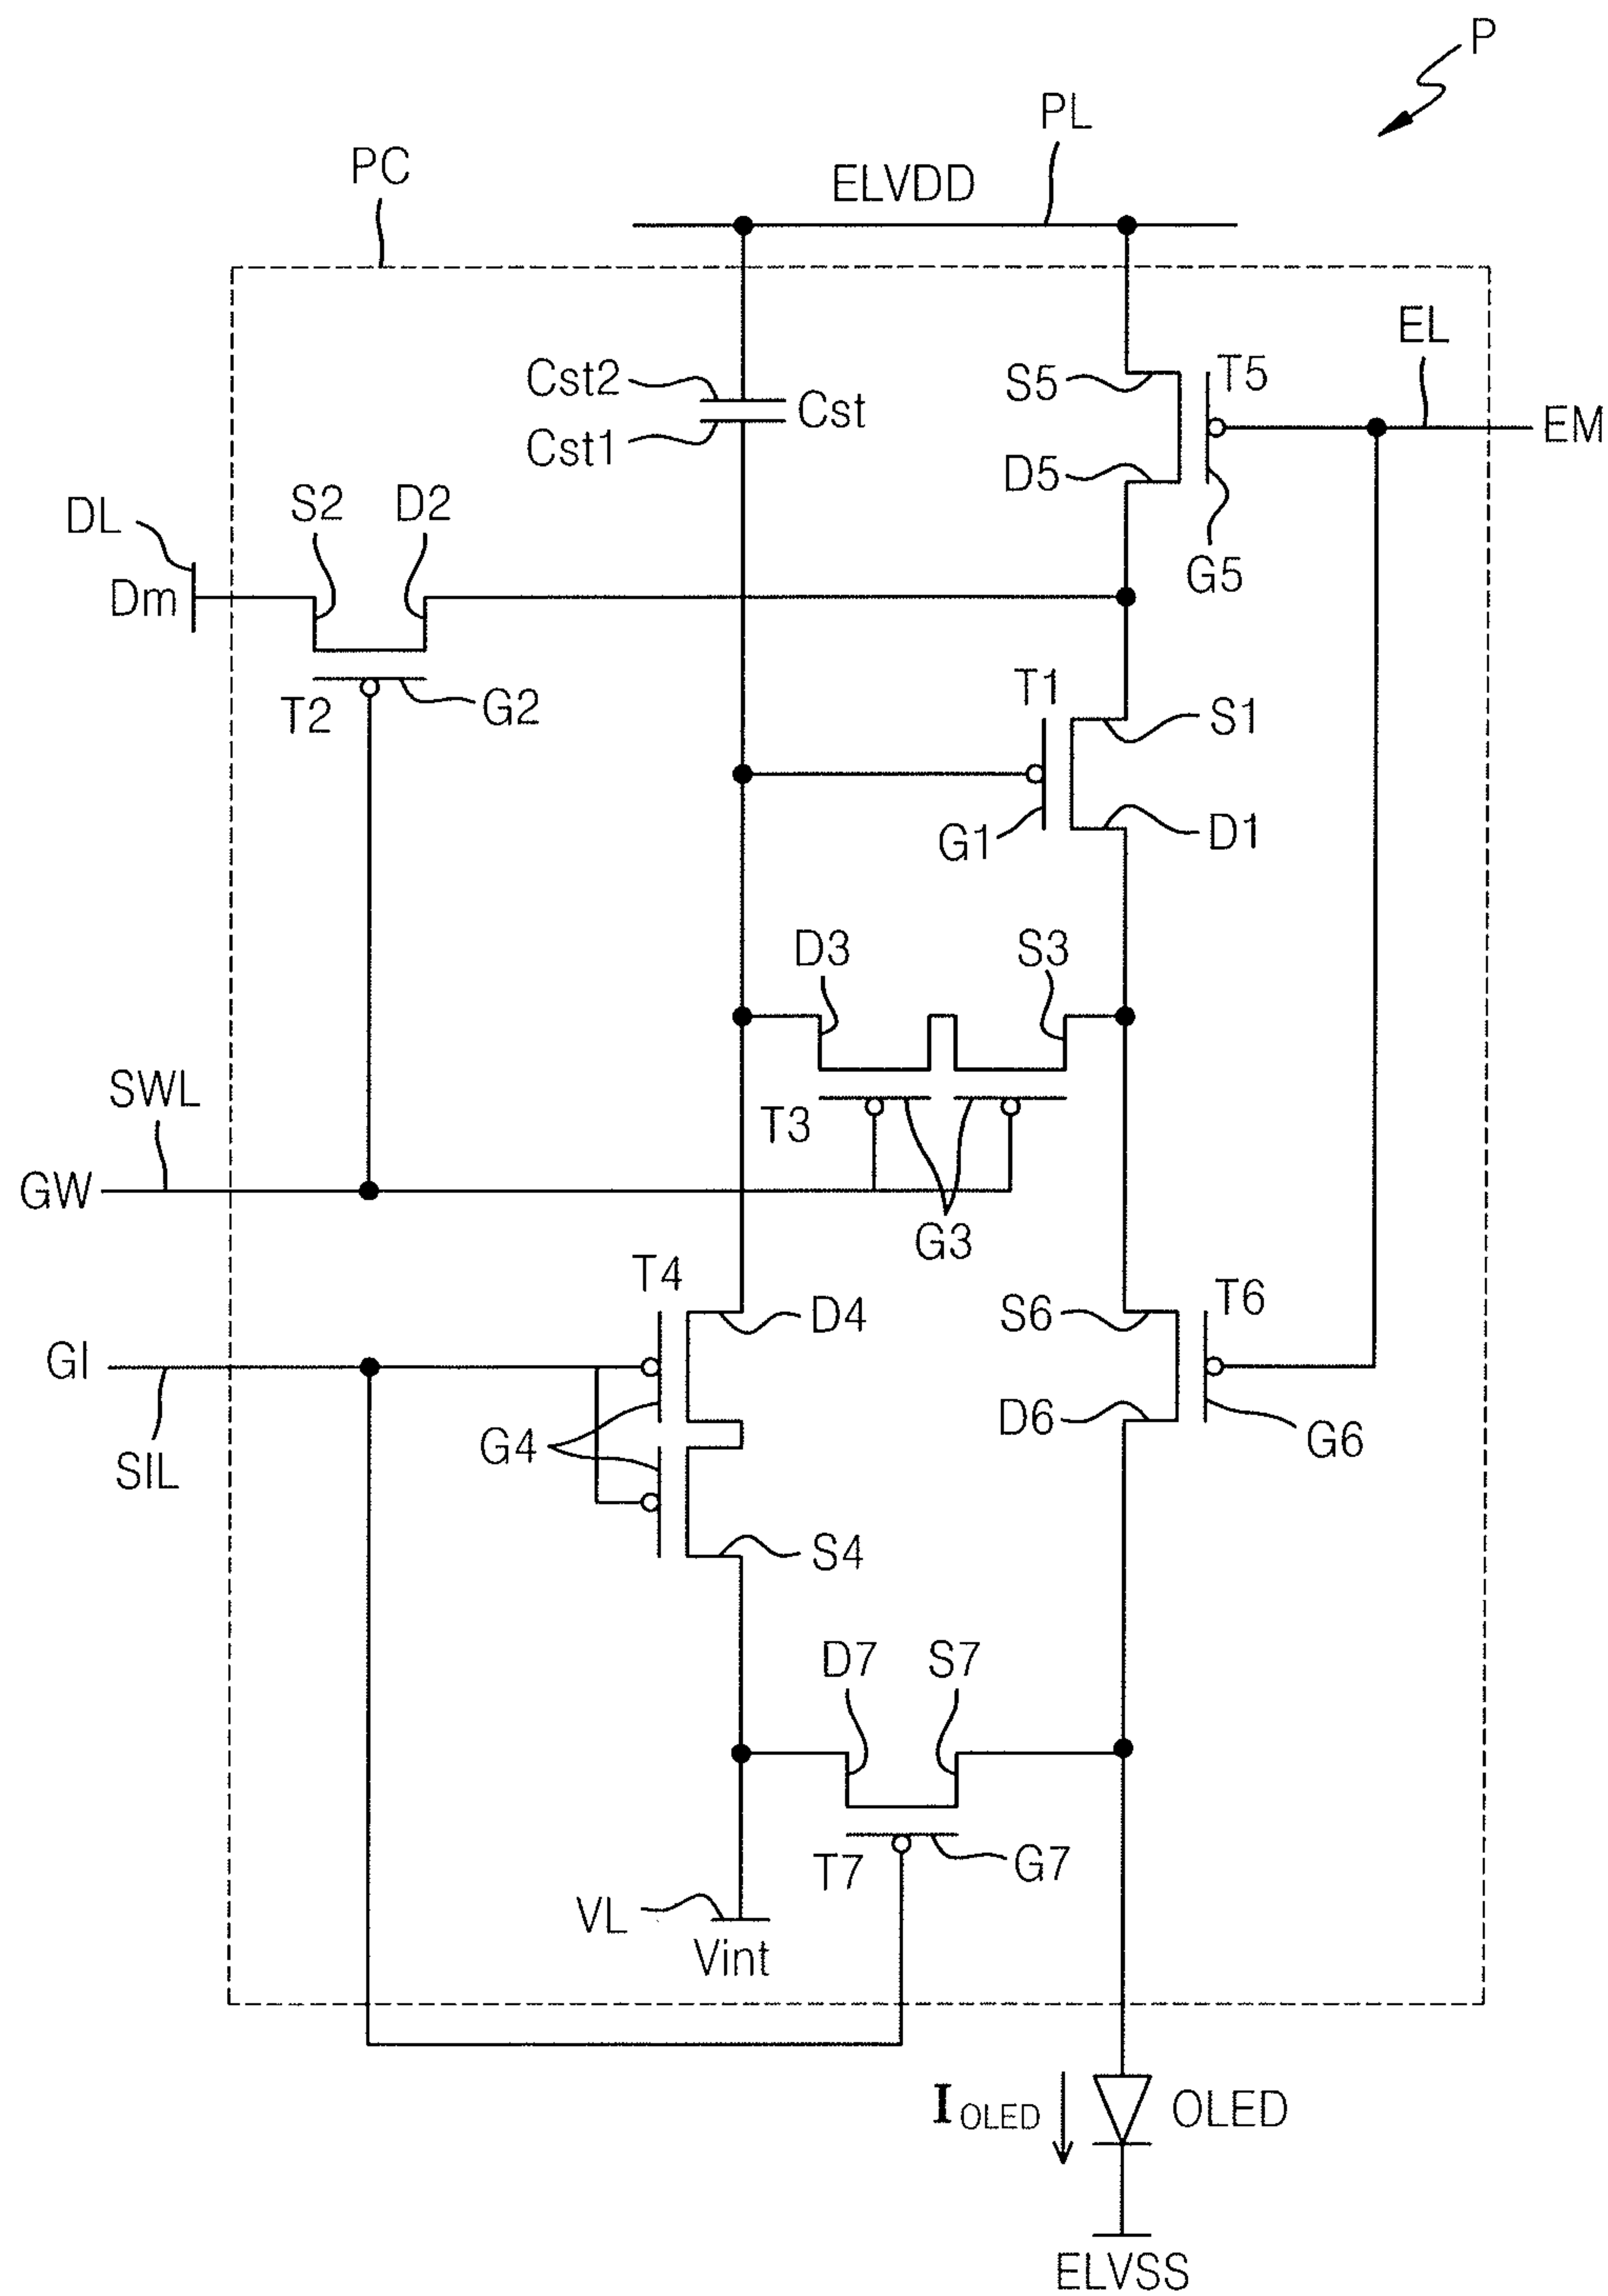 P
PL
PC
ELVDD
EL
Cst2
S5
T5
Cst
EM
Cst1
D5
S2
D2
DL
G5
Dm
T1
T2
G2
S1
G1
D1
D3
S3
SWL
T3
GW
G3
T4
T6
D4
S6
GI
D6
G4
G6
SIL
S4
D7
S7
T7
G7
VL
Vint
IOLED
OLED
ELVSS